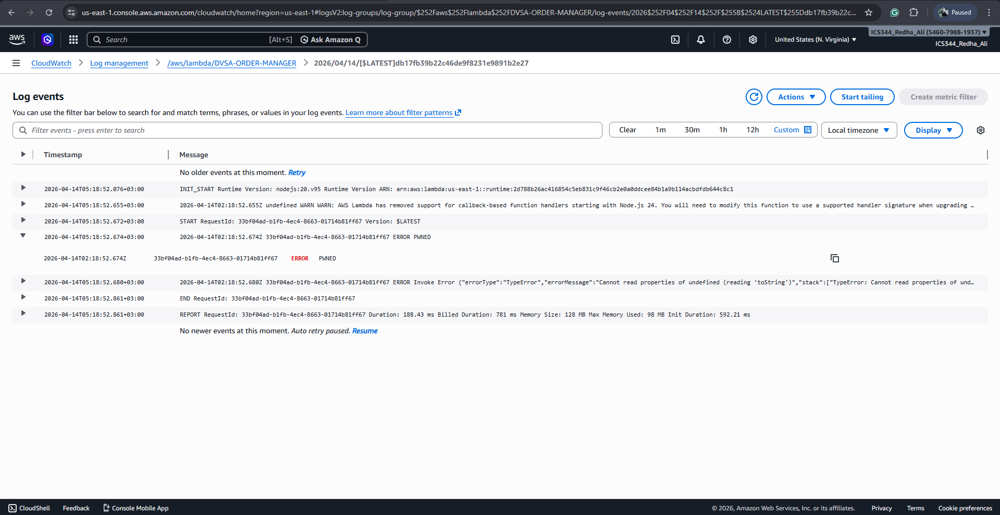 us-east-1.console.aws.amazon.com/cloudwatch/home?region=us-east-1#logsV2:log-groups/log-group/$252Faws$252Flambda$252FDVSA-ORDER-MANAGER/log-events/2026$252F04$252F14$252F$255B$2524LATEST$255Ddb17fb39b22c... Paused
aws Search [Alt+S] Ask Amazon Q United States (N. Virginia) ICS344_Redha_Ali (5460-7988-1937)
ICS344_Redha_Ali
CloudWatch Log management /aws/lambda/DVSA-ORDER-MANAGER 2026/04/14/[$LATEST]db17fb39b22c46de9f8231e9891b2e27
Log events Actions Start tailing Create metric filter
You can use the filter bar below to search for and match terms, phrases, or values in your log events. Learn more about filter patterns
Filter events - press enter to search Clear 1m 30m 1h 12h Custom Local timezone Display
Timestamp Message
No older events at this moment. Retry
2026-04-14T05:18:52.076+03:00 INIT_START Runtime Version: nodejs:20.v95 Runtime Version ARN: arn:aws:lambda:us-east-1::runtime:2d788b26ac416854c5eb831c9f46cb2e0a0ddcee84b1a9b114acbdfdb644c8c1
2026-04-14T05:18:52.655+03:00 2026-04-14T02:18:52.655Z undefined WARN WARN: AWS Lambda has removed support for callback-based function handlers starting with Node.js 24. You will need to modify this function to use a supported handler signature when upgrading …
2026-04-14T05:18:52.672+03:00 START RequestId: 33bf04ad-b1fb-4ec4-8663-01714b81ff67 Version: $LATEST
2026-04-14T05:18:52.674+03:00 2026-04-14T02:18:52.674Z 33bf04ad-b1fb-4ec4-8663-01714b81ff67 ERROR PWNED
2026-04-14T02:18:52.674Z 33bf04ad-b1fb-4ec4-8663-01714b81ff67 ERROR PWNED
2026-04-14T05:18:52.680+03:00 2026-04-14T02:18:52.680Z 33bf04ad-b1fb-4ec4-8663-01714b81ff67 ERROR Invoke Error {"errorType":"TypeError","errorMessage":"Cannot read properties of undefined (reading 'toString')","stack":["TypeError: Cannot read properties of und…
2026-04-14T05:18:52.861+03:00 END RequestId: 33bf04ad-b1fb-4ec4-8663-01714b81ff67
2026-04-14T05:18:52.861+03:00 REPORT RequestId: 33bf04ad-b1fb-4ec4-8663-01714b81ff67 Duration: 188.43 ms Billed Duration: 781 ms Memory Size: 128 MB Max Memory Used: 98 MB Init Duration: 592.21 ms
No newer events at this moment. Auto retry paused. Resume
CloudShell Feedback Console Mobile App © 2026, Amazon Web Services, Inc. or its affiliates. Privacy Terms Cookie preferences